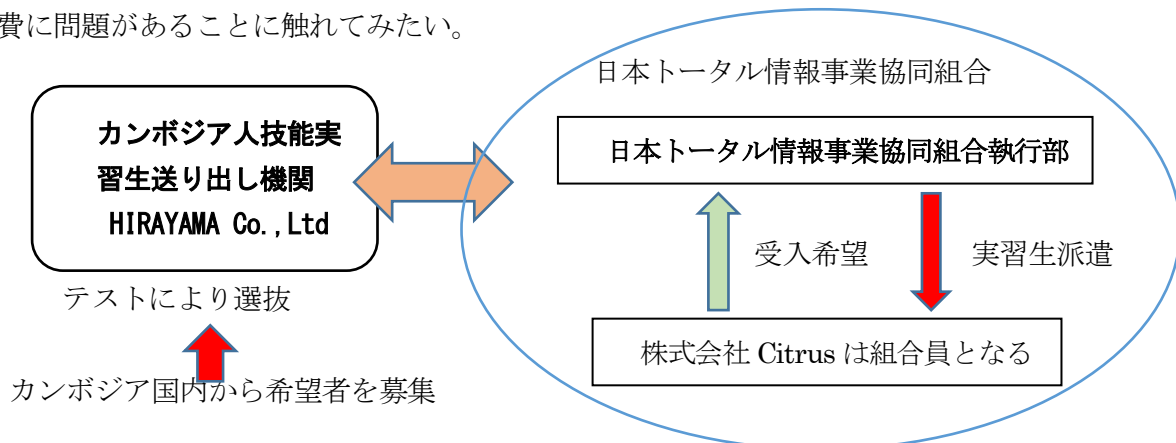 費に問題があることに触れてみたい。
日本トータル情報事業協同組合
カンボジア人技能実
習生送り出し機関
HIRAYAMA Co.,Ltd
日本トータル情報事業協同組合執行部
受入希望
実習生派遣
テストにより選抜
株式会社 Citrus は組合員となる
カンボジア国内から希望者を募集